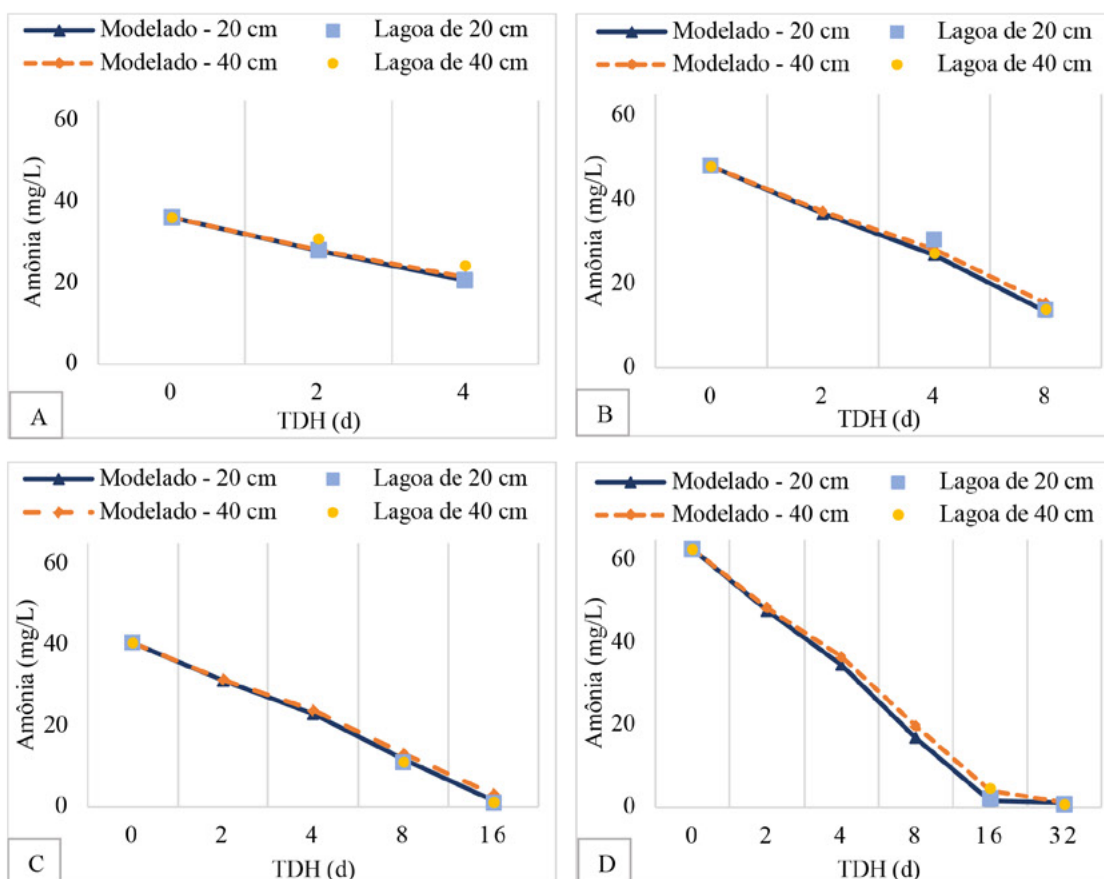 Modelado - 20 cm Lagoa de 20 cm
Modelado - 40 cm Lagoa de 40 cm
60
40
20
0
Amônia (mg/L)
0 2 4
TDH (d)
A
Modelado - 20 cm Lagoa de 20 cm
Modelado - 40 cm Lagoa de 40 cm
60
40
20
0
Amônia (mg/L)
0 2 4 8
TDH (d)
B
Modelado - 20 cm Lagoa de 20 cm
Modelado - 40 cm Lagoa de 40 cm
60
40
20
0
Amônia (mg/L)
0 2 4 8 16
TDH (d)
C
Modelado - 20 cm Lagoa de 20 cm
Modelado - 40 cm Lagoa de 40 cm
60
40
20
0
Amônia (mg/L)
0 2 4 8 16 32
TDH (d)
D